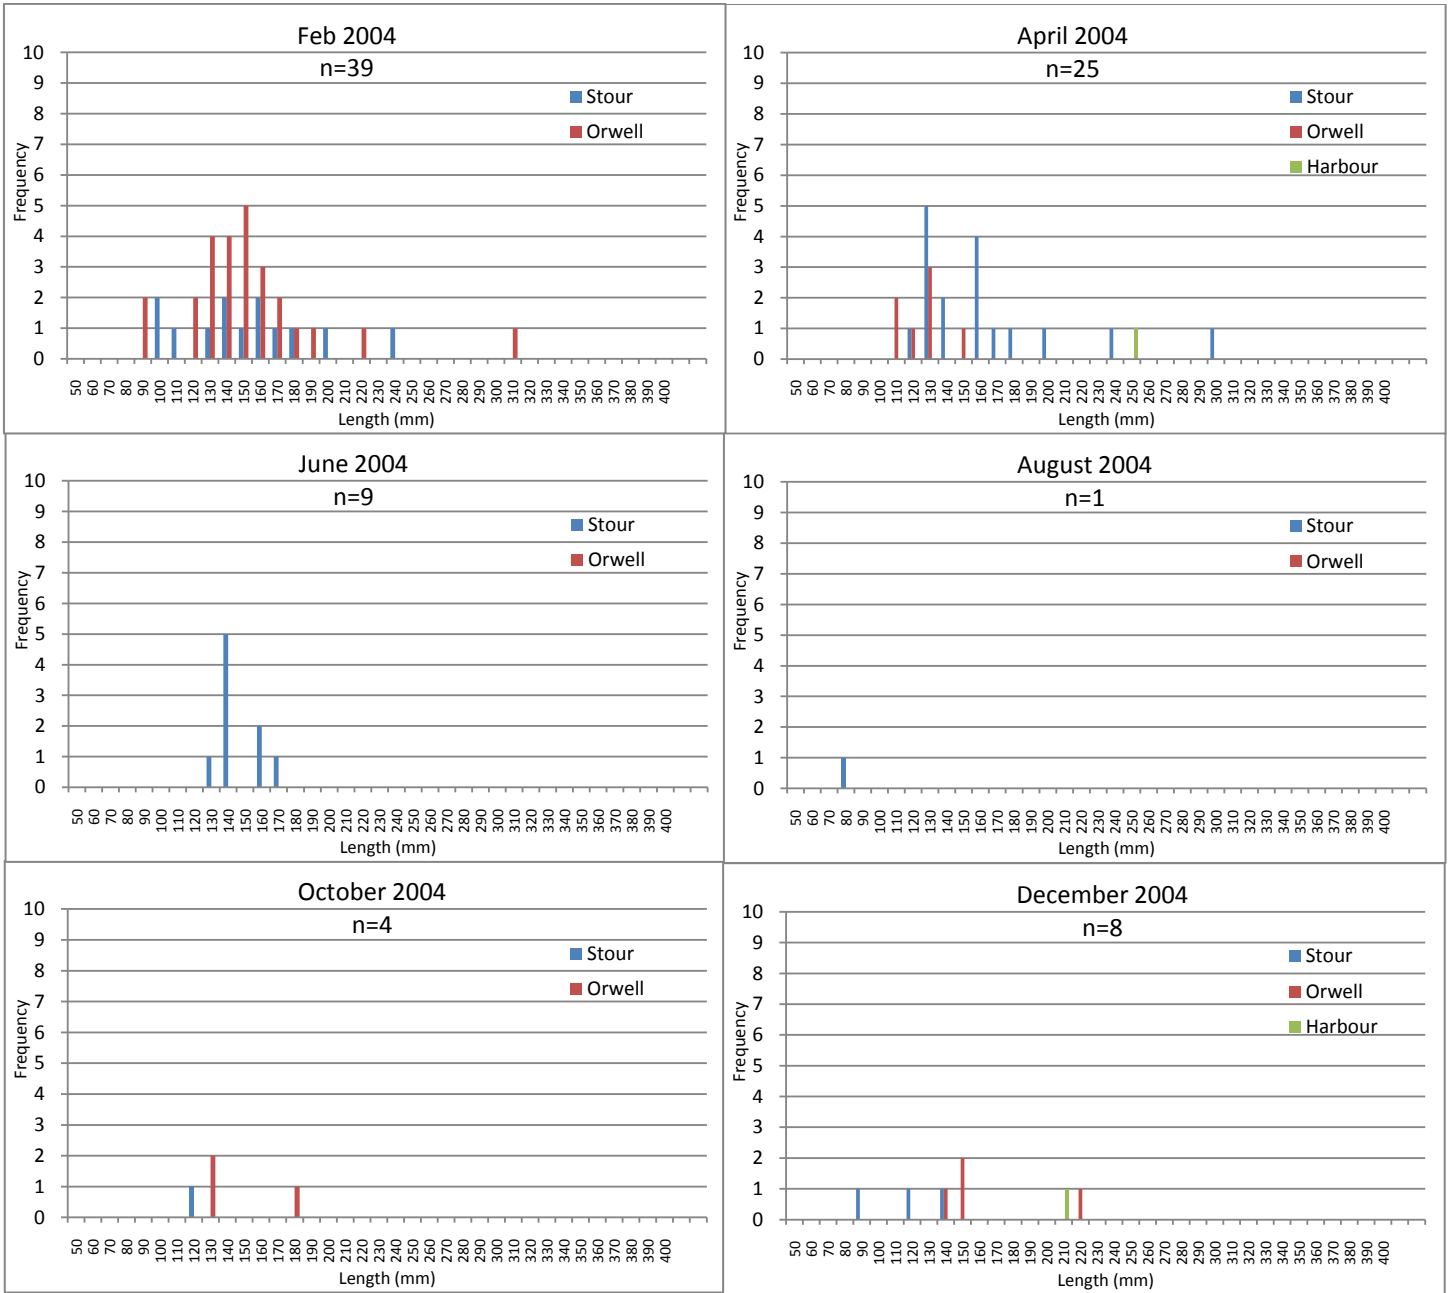 Feb 2004
n=39
Stour
Orwell
Frequency
10
9
8
7
6
5
4
3
2
1
0
50 60 70 80 90 100 110 120 130 140 150 160 170 180 190 200 210 220 230 240 250 260 270 280 290 300 310 320 330 340 350 360 370 380 390 400
Length (mm)
April 2004
n=25
Stour
Orwell
Harbour
Frequency
10
9
8
7
6
5
4
3
2
1
0
50 60 70 80 90 100 110 120 130 140 150 160 170 180 190 200 210 220 230 240 250 260 270 280 290 300 310 320 330 340 350 360 370 380 390 400
Length (mm)
June 2004
n=9
Stour
Orwell
Frequency
10
9
8
7
6
5
4
3
2
1
0
50 60 70 80 90 100 110 120 130 140 150 160 170 180 190 200 210 220 230 240 250 260 270 280 290 300 310 320 330 340 350 360 370 380 390 400
Length (mm)
August 2004
n=1
Stour
Orwell
Frequency
10
9
8
7
6
5
4
3
2
1
0
50 60 70 80 90 100 110 120 130 140 150 160 170 180 190 200 210 220 230 240 250 260 270 280 290 300 310 320 330 340 350 360 370 380 390 400
Length (mm)
October 2004
n=4
Stour
Orwell
Frequency
10
9
8
7
6
5
4
3
2
1
0
50 60 70 80 90 100 110 120 130 140 150 160 170 180 190 200 210 220 230 240 250 260 270 280 290 300 310 320 330 340 350 360 370 380 390 400
Length (mm)
December 2004
n=8
Stour
Orwell
Harbour
Frequency
10
9
8
7
6
5
4
3
2
1
0
50 60 70 80 90 100 110 120 130 140 150 160 170 180 190 200 210 220 230 240 250 260 270 280 290 300 310 320 330 340 350 360 370 380 390 400
Length (mm)